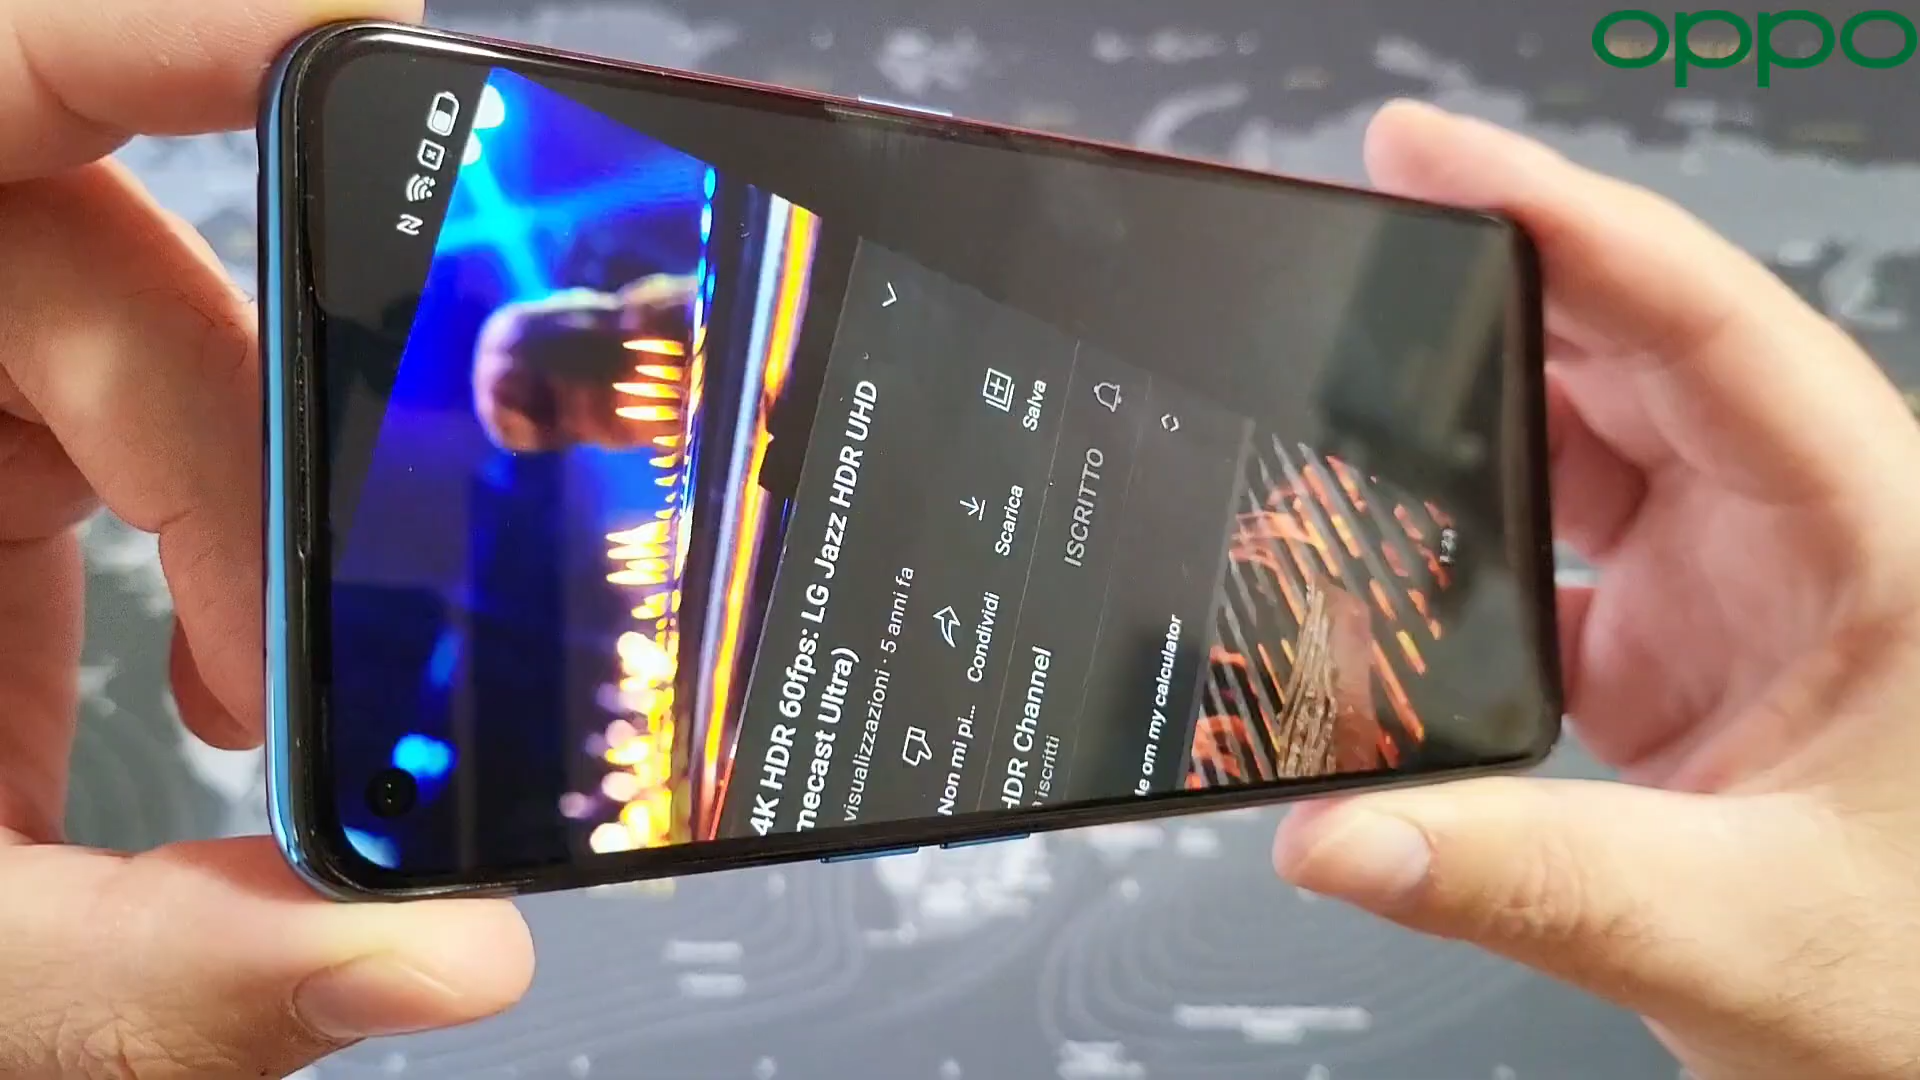 oppo
4K HDR 60fps: LG Jazz HDR UHD
mecast Ultra)
visualizzazioni · 5 anni fa
Non mi pi...
Condividi
Scarica
Salva
HDR Channel
iscritti
ISCRITTO
le om my calculator